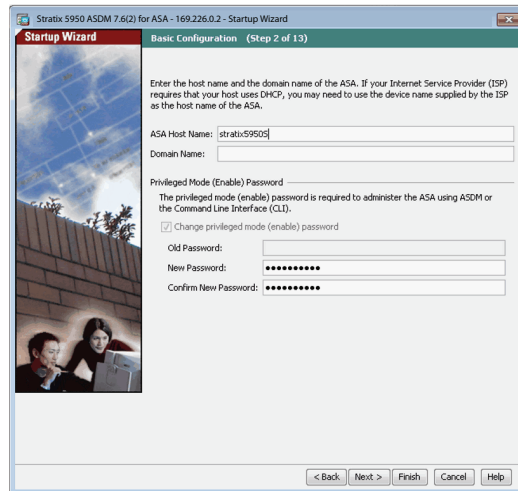 Stratix 5950 ASDM 7.6(2) for ASA - 169.226.0.2 - Startup Wizard
Startup Wizard
Basic Configuration (Step 2 of 13)
Enter the host name and the domain name of the ASA. If your Internet Service Provider (ISP)
requires that your host uses DHCP, you may need to use the device name supplied by the ISP
as the host name of the ASA.
ASA Host Name: stratix5950S
Domain Name:
Privileged Mode (Enable) Password
The privileged mode (enable) password is required to administer the ASA using ASDM or
the Command Line Interface (CLI).
Change privileged mode (enable) password
Old Password:
New Password: ●●●●●●●●●●
Confirm New Password: ●●●●●●●●●●
< Back Next > Finish Cancel Help